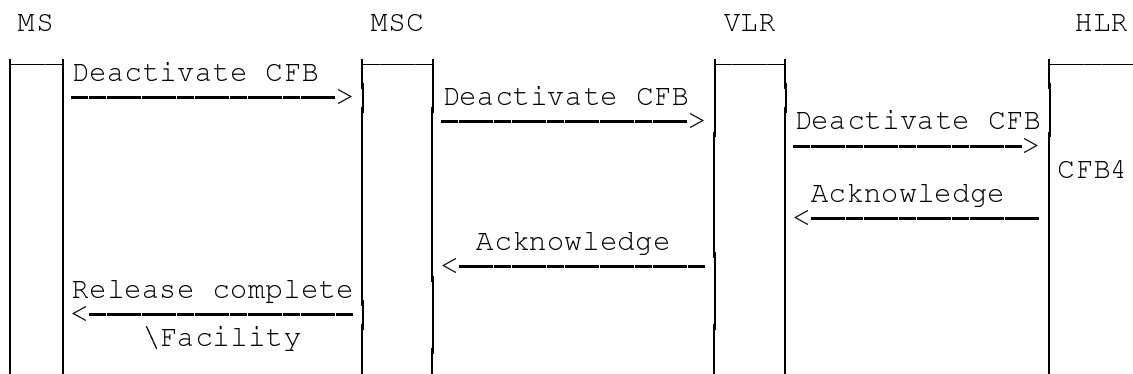 MS MSC VLR HLR
Deactivate CFB
Deactivate CFB
Deactivate CFB
CFB4
Acknowledge
Acknowledge
Release complete
\Facility